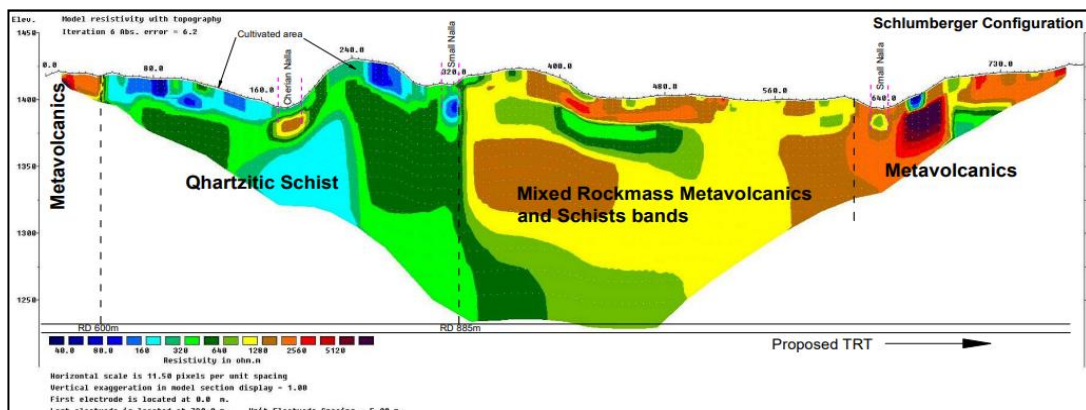 Elev. Model resistivity with topography
Schlumberger Configuration
Iteration 6 Abs. error = 6.2
1450
Cultivated area
240.0
Small Nalla
0.0
80.0
Cherian Nalla
160.0
320.0
400.0
480.0
560.0
Small Nalla
640.0
720.0
1400
1350
1300
1250
Metavolcanics
Qhartzitic Schist
Mixed Rockmass Metavolcanics
and Schists bands
Metavolcanics
RD 600m
RD 885m
Proposed TRT
40.0 80.0 160 320 640 1280 2560 5120
Resistivity in ohm.m
Horizontal scale is 11.50 pixels per unit spacing
Vertical exaggeration in model section display = 1.00
First electrode is located at 0.0 m.